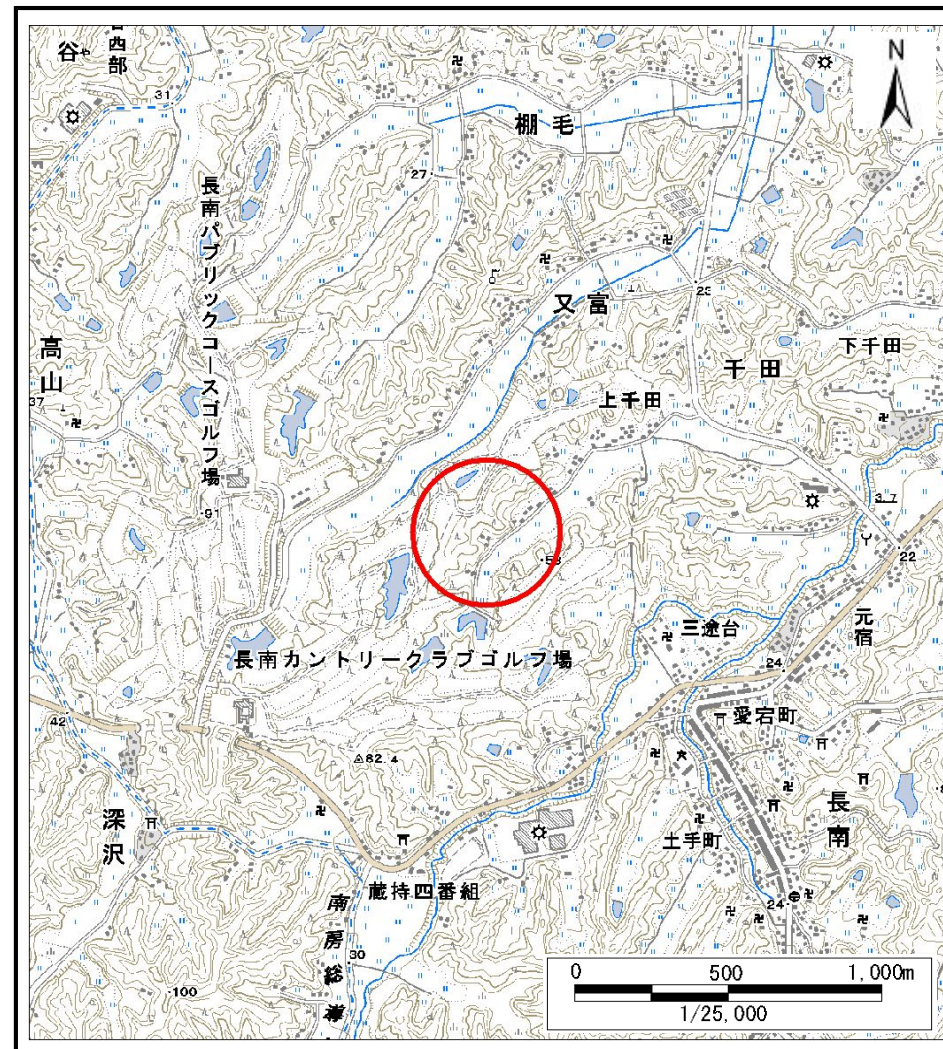 N
谷や
西部
31
棚毛
27
長南パブリックコースゴルフ場
又富
23
高山
37
千田
下千田
上千田
50
91
53
3.7
22
三途台
元宿
長南カントリークラブゴルフ場
24
愛宕町
42
82.4
深沢
長南
土手町
蔵持四番組
24
南房総
30
100
0 500 1,000m
1/25,000